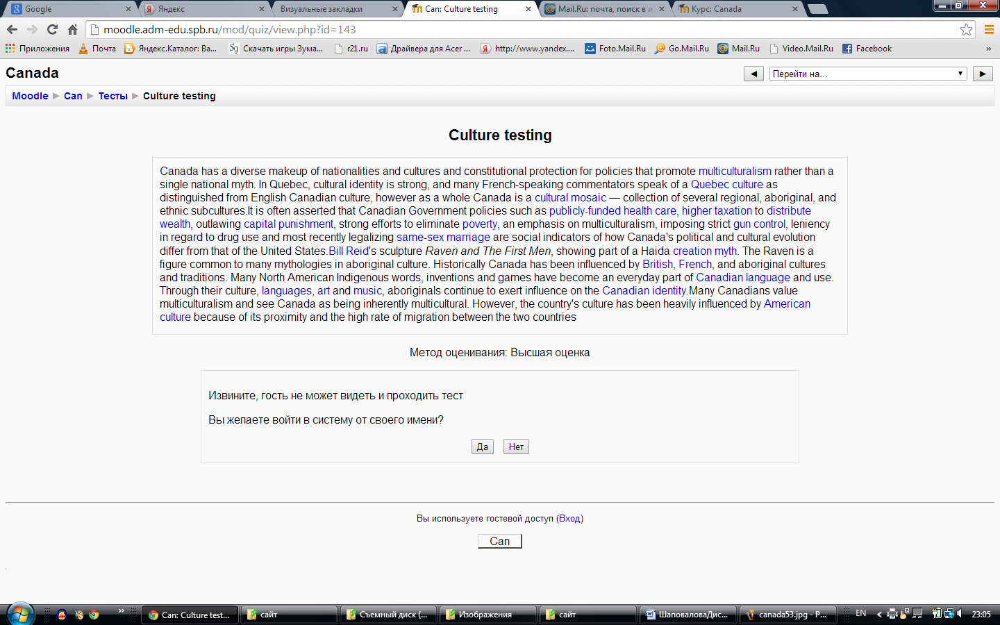 Google
Яндекс
Визуальные закладки
Can: Culture testing
Mail.Ru: почта, поиск в и
Курс: Canada
moodle.adm-edu.spb.ru/mod/quiz/view.php?id=143
Приложения
Почта
Яндекс.Каталог: Ва...
Скачать игры Зума...
r21.ru
Драйвера для Acer ...
http://www.yandex....
Foto.Mail.Ru
Go.Mail.Ru
Mail.Ru
Video.Mail.Ru
Facebook
»
Canada
◄ Перейти на... ►
Moodle ► Can ► Тесты ► Culture testing
Culture testing
Canada has a diverse makeup of nationalities and cultures and constitutional protection for policies that promote multiculturalism rather than a
single national myth. In Quebec, cultural identity is strong, and many French-speaking commentators speak of a Quebec culture as
distinguished from English Canadian culture, however as a whole Canada is a cultural mosaic — collection of several regional, aboriginal, and
ethnic subcultures.It is often asserted that Canadian Government policies such as publicly-funded health care, higher taxation to distribute
wealth, outlawing capital punishment, strong efforts to eliminate poverty, an emphasis on multiculturalism, imposing strict gun control, leniency
in regard to drug use and most recently legalizing same-sex marriage are social indicators of how Canada's political and cultural evolution
differ from that of the United States.Bill Reid's sculpture Raven and The First Men, showing part of a Haida creation myth. The Raven is a
figure common to many mythologies in aboriginal culture. Historically Canada has been influenced by British, French, and aboriginal cultures
and traditions. Many North American Indigenous words, inventions and games have become an everyday part of Canadian language and use.
Through their culture, languages, art and music, aboriginals continue to exert influence on the Canadian identity.Many Canadians value
multiculturalism and see Canada as being inherently multicultural. However, the country's culture has been heavily influenced by American
culture because of its proximity and the high rate of migration between the two countries
Метод оценивания: Высшая оценка
Извините, гость не может видеть и проходить тест
Вы желаете войти в систему от своего имени?
Да Нет
Вы используете гостевой доступ (Вход)
Can
.
»
Can: Culture test...
сайт
Съемный диск (...
Изображения
сайт
ШаповаловаДис...
canada53.jpg - P...
EN
23:05